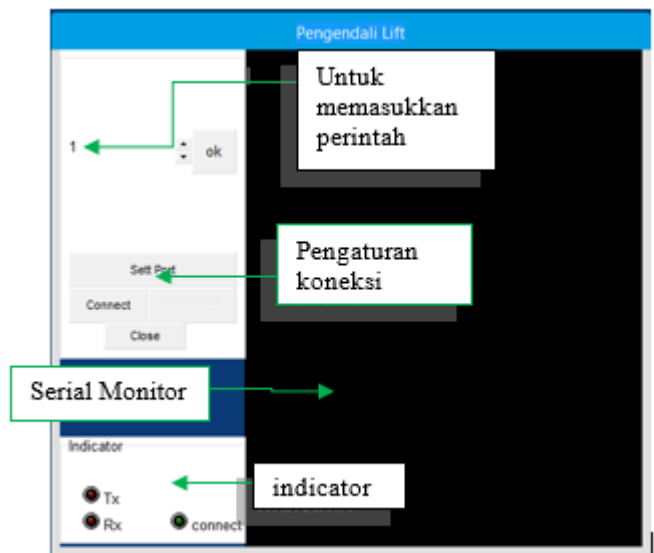 Pengendali Lift
Untuk
memasukkan
perintah
1
ok
Pengaturan
koneksi
Sett Port
Connect
Close
Serial Monitor
Indicator
indicator
Tx
Rx
connect